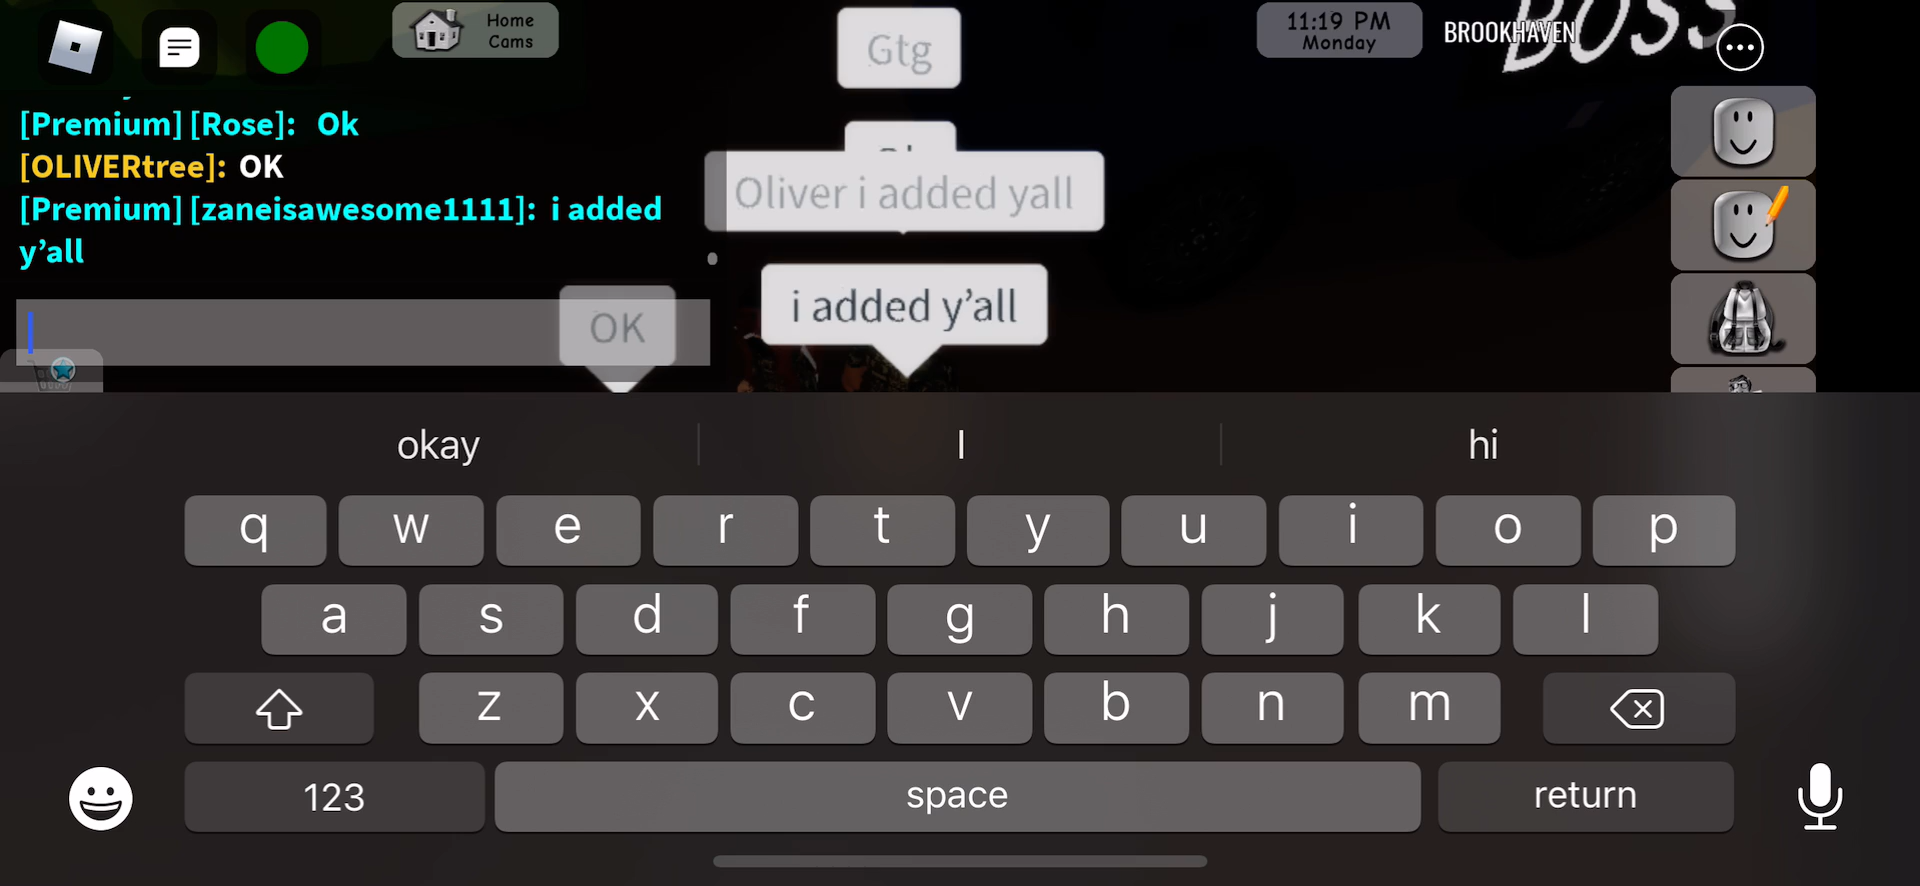 Home
Cams
Gtg
11:19 PM
Monday
BROOKHAVEN
BOSS
[Premium] [Rose]: Ok
[OLIVERtree]: OK
[Premium] [zaneisawesome1111]: i added
y’all
Oliver i added yall
i added y’all
OK
okay
I
hi
q w e r t y u i o p
a s d f g h j k l
z x c v b n m
123
space
return